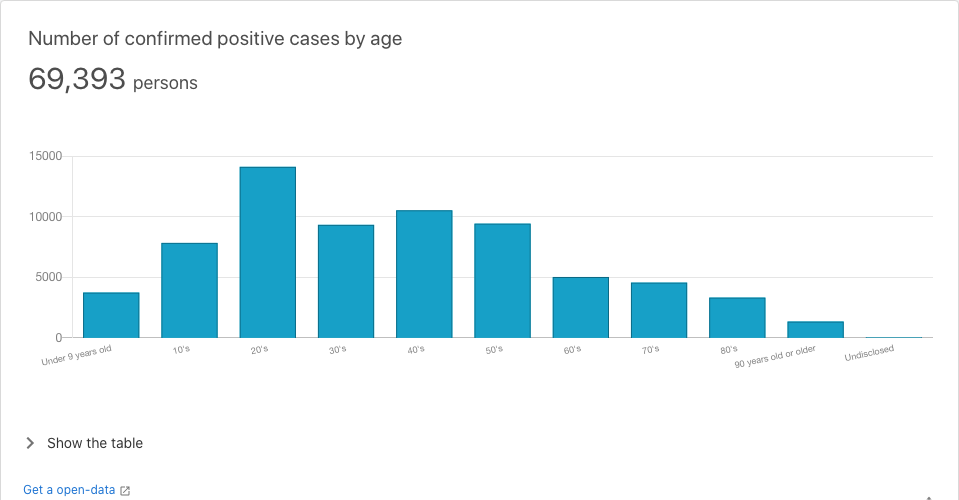 Number of confirmed positive cases by age
69,393 persons
15000
10000
5000
0
Under 9 years old
10's
20's
30's
40's
50's
60's
70's
80's
90 years old or older
Undisclosed
Show the table
Get a open-data